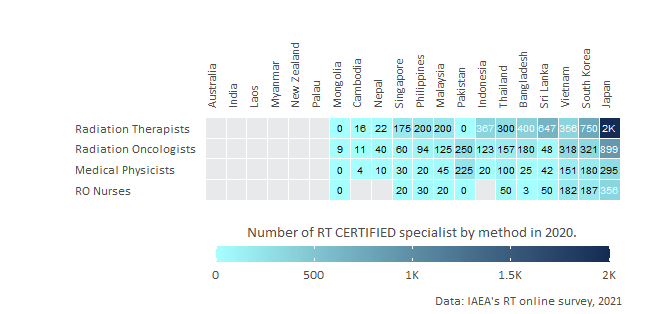 Australia India Laos Myanmar New Zealand Palau Mongolia Cambodia Nepal Singapore Philippines Malaysia Pakistan Indonesia Thailand Bangladesh Sri Lanka Vietnam South Korea Japan
Radiation Therapists 0 16 22 175 200 200 0 367 300 400 647 356 750 2K
Radiation Oncologists 9 11 40 60 94 125 250 123 157 180 48 318 321 899
Medical Physicists 0 4 10 30 20 45 225 20 100 25 42 151 180 295
RO Nurses 0 20 30 20 0 50 3 50 182 187 356
Number of RT CERTIFIED specialist by method in 2020.
0 500 1K 1.5K 2K
Data: IAEA's RT online survey, 2021